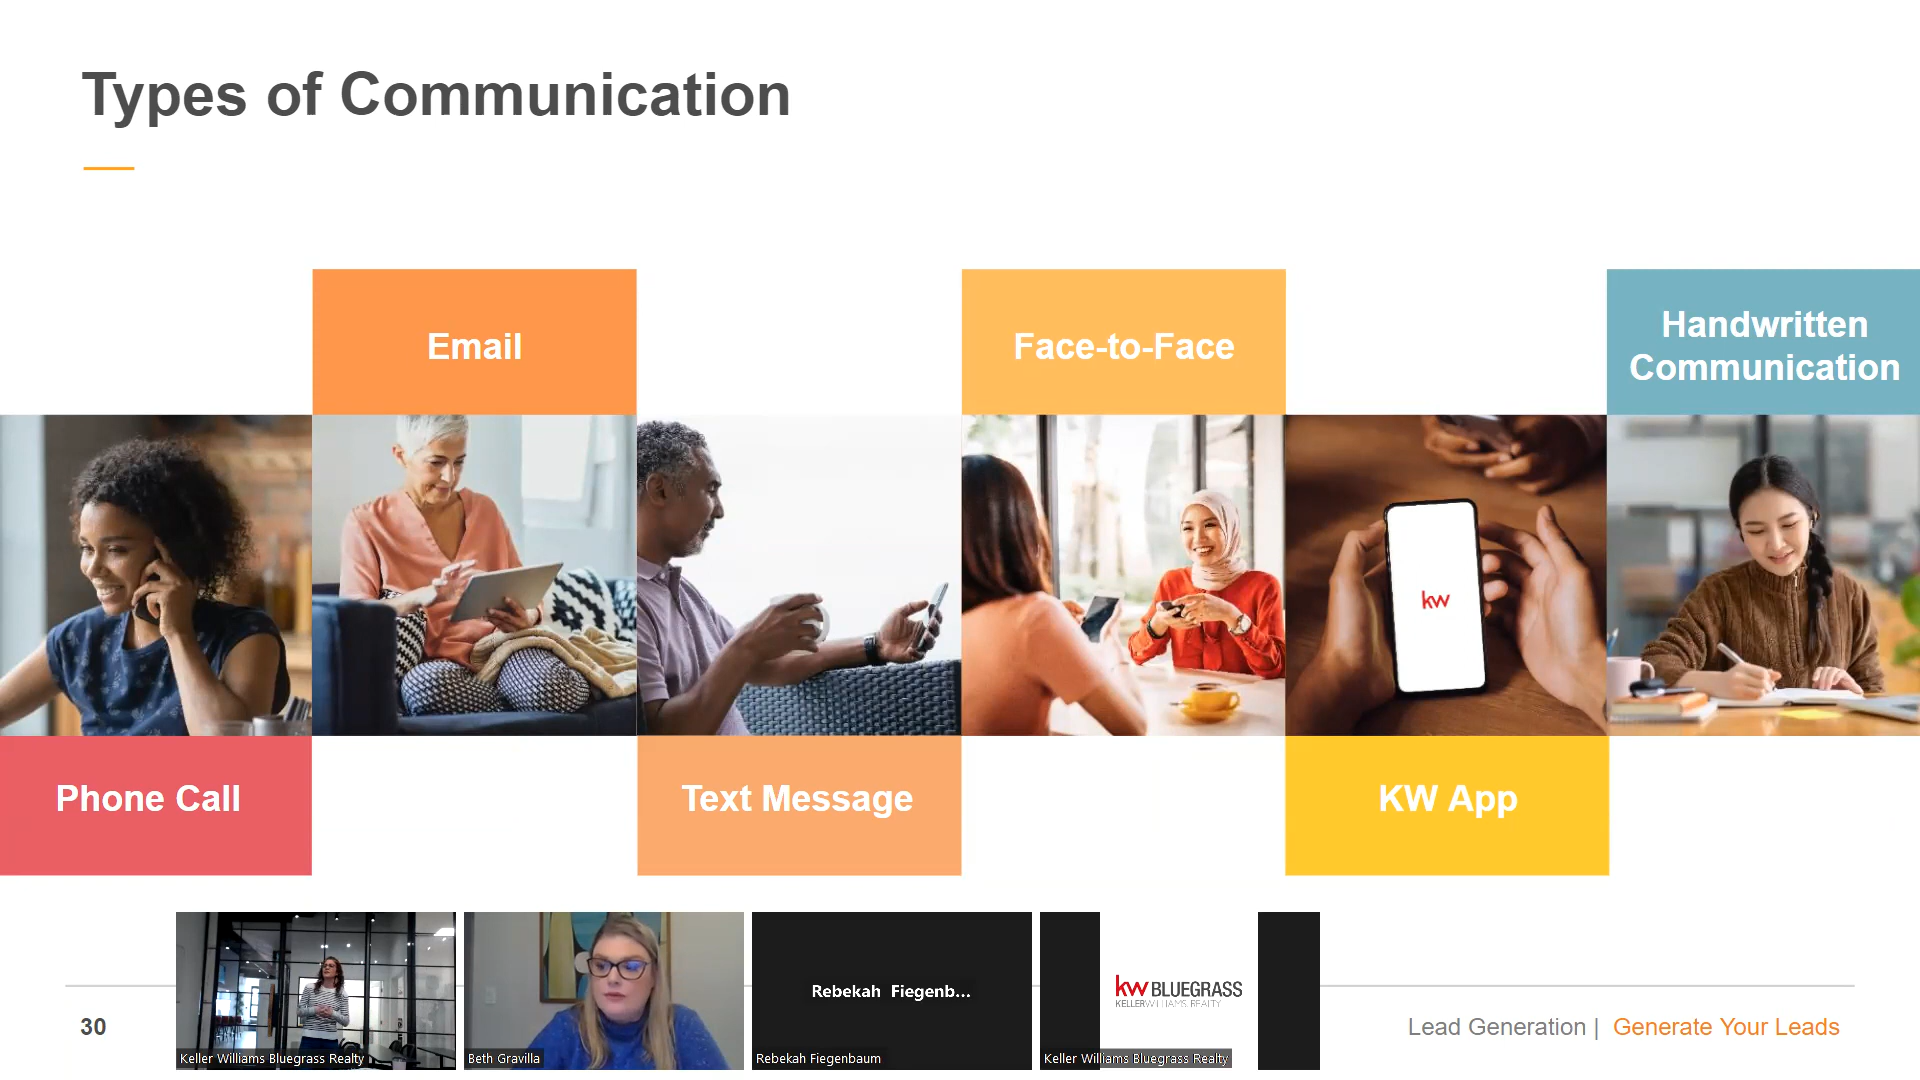 Types of Communication
Email
Face-to-Face
Handwritten
Communication
kw
Phone Call
Text Message
KW App
Rebekah Fiegenb...
kw BLUEGRASS
KELLERWILLIAMS. REALTY
30
Lead Generation | Generate Your Leads
Keller Williams Bluegrass Realty
Beth Gravilla
Rebekah Fiegenbaum
Keller Williams Bluegrass Realty